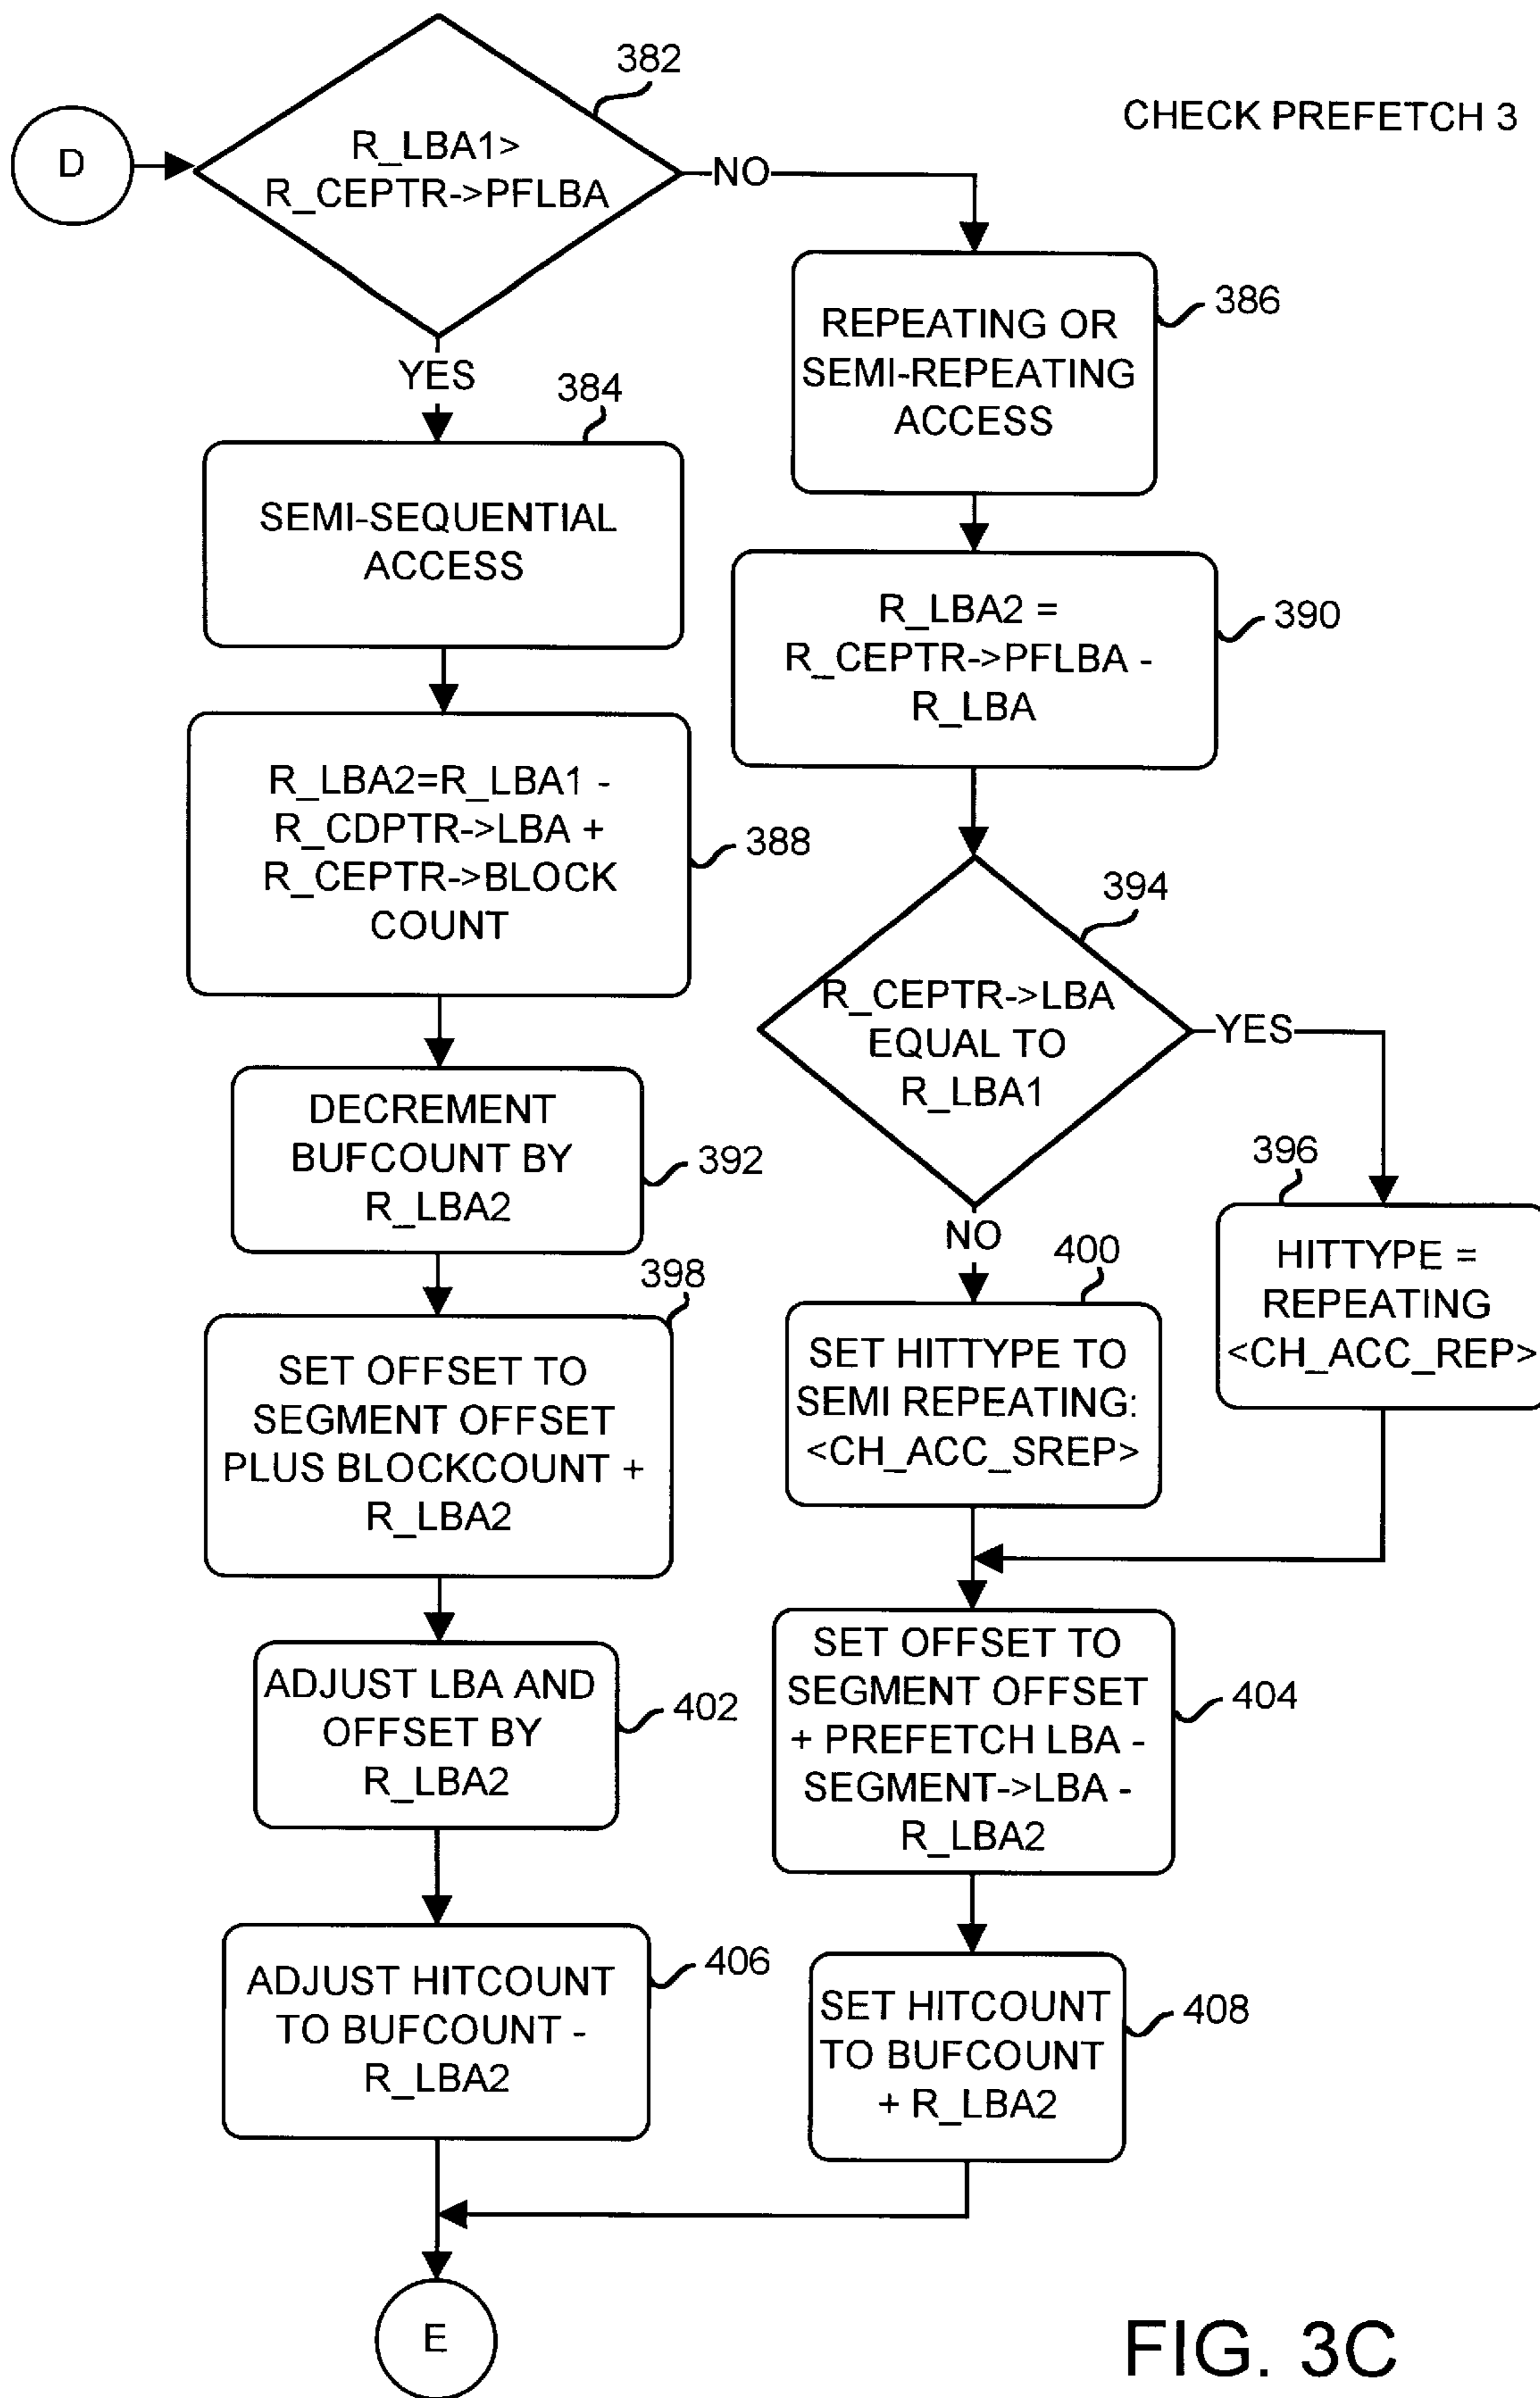 CHECK PREFETCH 3
D
382
R_LBA1>
R_CEPTR->PFLBA
NO
YES
384
SEMI-SEQUENTIAL
ACCESS
386
REPEATING OR
SEMI-REPEATING
ACCESS
388
R_LBA2=R_LBA1 -
R_CDPTR->LBA +
R_CEPTR->BLOCK
COUNT
390
R_LBA2 =
R_CEPTR->PFLBA -
R_LBA
392
DECREMENT
BUFCOUNT BY
R_LBA2
394
R_CEPTR->LBA
EQUAL TO
R_LBA1
YES
NO
396
HITTYPE =
REPEATING
<CH_ACC_REP>
398
SET OFFSET TO
SEGMENT OFFSET
PLUS BLOCKCOUNT +
R_LBA2
400
SET HITTYPE TO
SEMI REPEATING:
<CH_ACC_SREP>
402
ADJUST LBA AND
OFFSET BY
R_LBA2
404
SET OFFSET TO
SEGMENT OFFSET
+ PREFETCH LBA -
SEGMENT->LBA -
R_LBA2
406
ADJUST HITCOUNT
TO BUFCOUNT -
R_LBA2
408
SET HITCOUNT
TO BUFCOUNT
+ R_LBA2
E
FIG. 3C